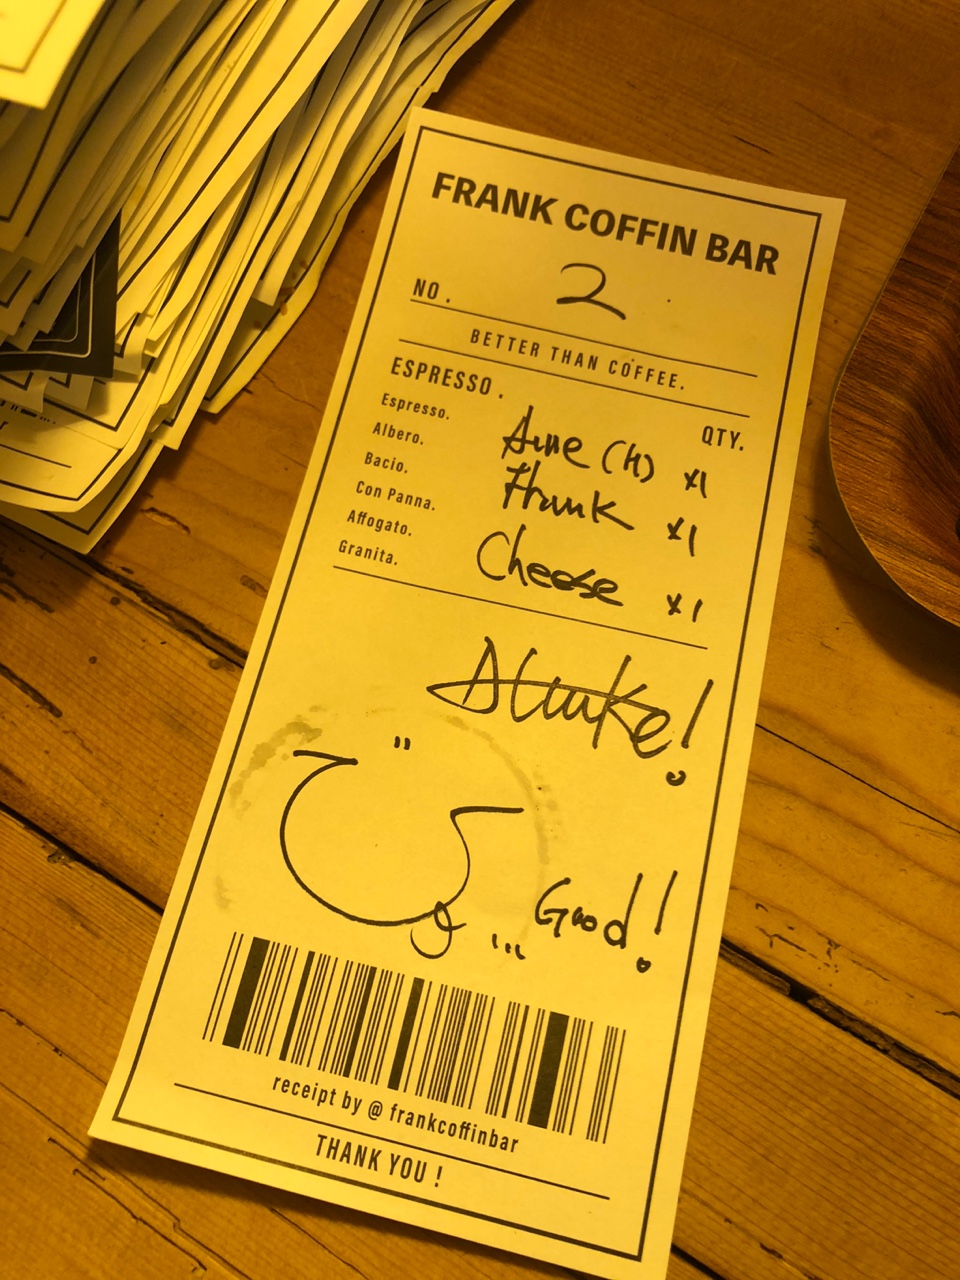 FRANK COFFIN BAR
NO. 2
BETTER THAN COFFEE.
ESPRESSO.
QTY.
Espresso.
Albero.
Bacio.
Con Panna.
Affogato.
Granita.
(H) x1
Frank x1
Cheese x1
... Good!
receipt by @ frankcoffinbar
THANK YOU !